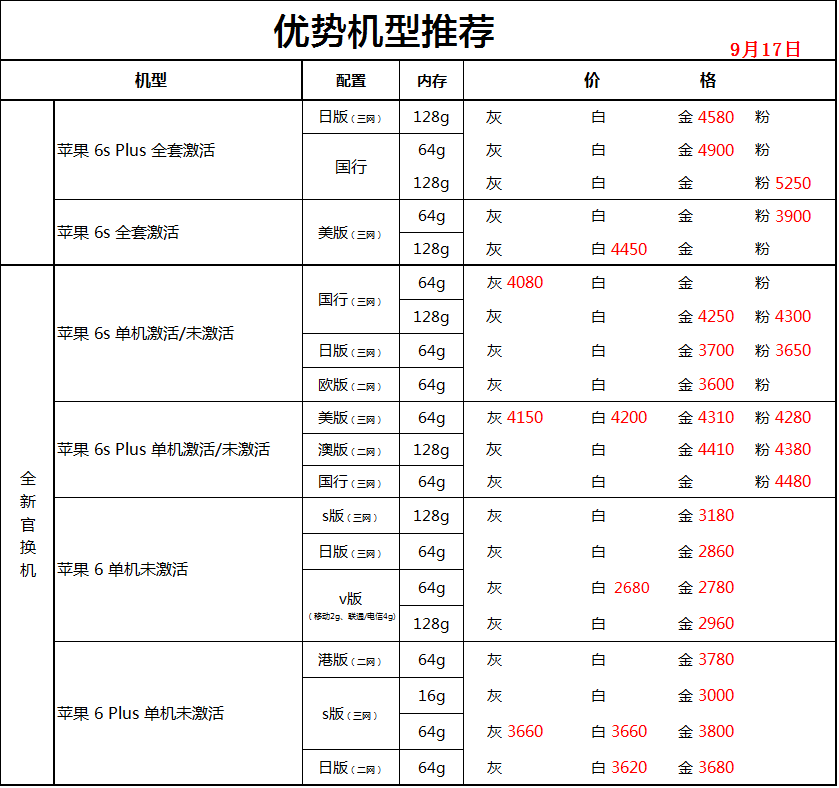 优势机型推荐
9月17日
机型 配置 内存 价 格
苹果 6s Plus 全套激活
日版（三网） 128g 灰 白 金 4580 粉
国行 64g 灰 白 金 4900 粉
128g 灰 白 金 粉 5250
苹果 6s 全套激活
美版（三网） 64g 灰 白 金 粉 3900
128g 灰 白 4450 金 粉
全新官换机
苹果 6s 单机激活/未激活
国行（三网） 64g 灰 4080 白 金 粉
128g 灰 白 金 4250 粉 4300
日版（三网） 64g 灰 白 金 3700 粉 3650
欧版（二网） 64g 灰 白 金 3600 粉
苹果 6s Plus 单机激活/未激活
美版（三网） 64g 灰 4150 白 4200 金 4310 粉 4280
澳版（二网） 128g 灰 白 金 4410 粉 4380
国行（三网） 64g 灰 白 金 粉 4480
苹果 6 单机未激活
s版（三网） 128g 灰 白 金 3180
日版（三网） 64g 灰 白 金 2860
v版 64g 灰 白 2680 金 2780
（移动2g、联通/电信4g) 128g 灰 白 金 2960
苹果 6 Plus 单机未激活
港版（二网） 64g 灰 白 金 3780
s版（三网） 16g 灰 白 金 3000
64g 灰 3660 白 3660 金 3800
日版（二网） 64g 灰 白 3620 金 3680